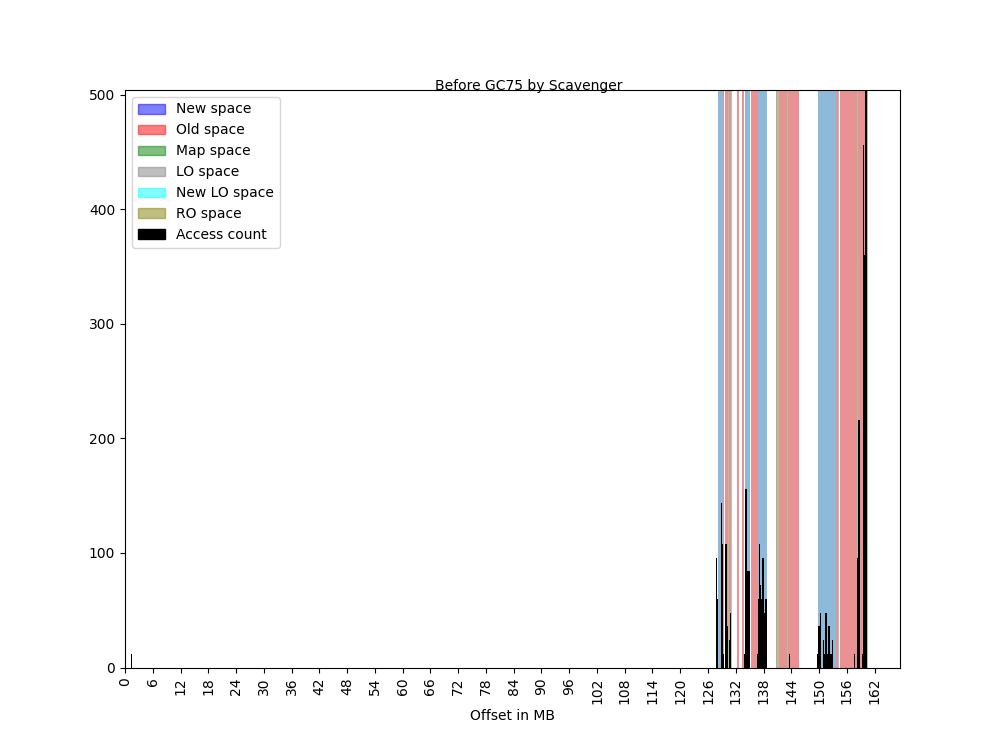 Before GC75 by Scavenger
500
400
300
200
100
0
New space
Old space
Map space
LO space
New LO space
RO space
Access count
0 6 12 18 24 30 36 42 48 54 60 66 72 78 84 90 96 102 108 114 120 126 132 138 144 150 156 162
Offset in MB